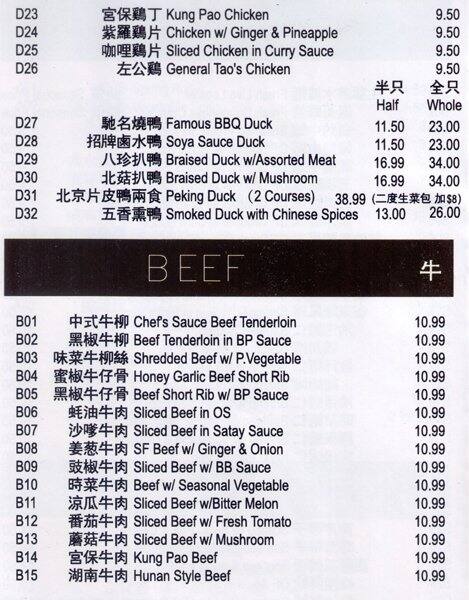 D23 宮保鷄丁 Kung Pao Chicken 9.50
D24 紫羅鷄片 Chicken w/ Ginger & Pineapple 9.50
D25 咖哩鷄片 Sliced Chicken in Curry Sauce 9.50
D26 左公鷄 General Tao's Chicken 9.50
半只 全只
Half Whole
D27 馳名燒鴨 Famous BBQ Duck 11.50 23.00
D28 招牌鹵水鴨 Soya Sauce Duck 11.50 23.00
D29 八珍扒鴨 Braised Duck w/Assorted Meat 16.99 34.00
D30 北菇扒鴨 Braised Duck w/ Mushroom 16.99 34.00
D31 北京片皮鴨兩食 Peking Duck (2 Courses) 38.99 (二度生菜包 加$8)
D32 五香熏鴨 Smoked Duck with Chinese Spices 13.00 26.00
BEEF 牛
B01 中式牛柳 Chef's Sauce Beef Tenderloin 10.99
B02 黑椒牛柳 Beef Tenderloin in BP Sauce 10.99
B03 味菜牛柳絲 Shredded Beef w/ P.Vegetable 10.99
B04 蜜椒牛仔骨 Honey Garlic Beef Short Rib 10.99
B05 黑椒牛仔骨 Beef Short Rib w/ BP Sauce 10.99
B06 蚝油牛肉 Sliced Beef in OS 10.99
B07 沙嗲牛肉 Sliced Beef in Satay Sauce 10.99
B08 姜葱牛肉 SF Beef w/ Ginger & Onion 10.99
B09 豉椒牛肉 Sliced Beef w/ BB Sauce 10.99
B10 時菜牛肉 Beef w/ Seasonal Vegetable 10.99
B11 凉瓜牛肉 Sliced Beef w/Bitter Melon 10.99
B12 番茄牛肉 Sliced Beef w/ Fresh Tomato 10.99
B13 蘑菇牛肉 Sliced Beef w/ Mushroom 10.99
B14 宮保牛肉 Kung Pao Beef 10.99
B15 湖南牛肉 Hunan Style Beef 10.99